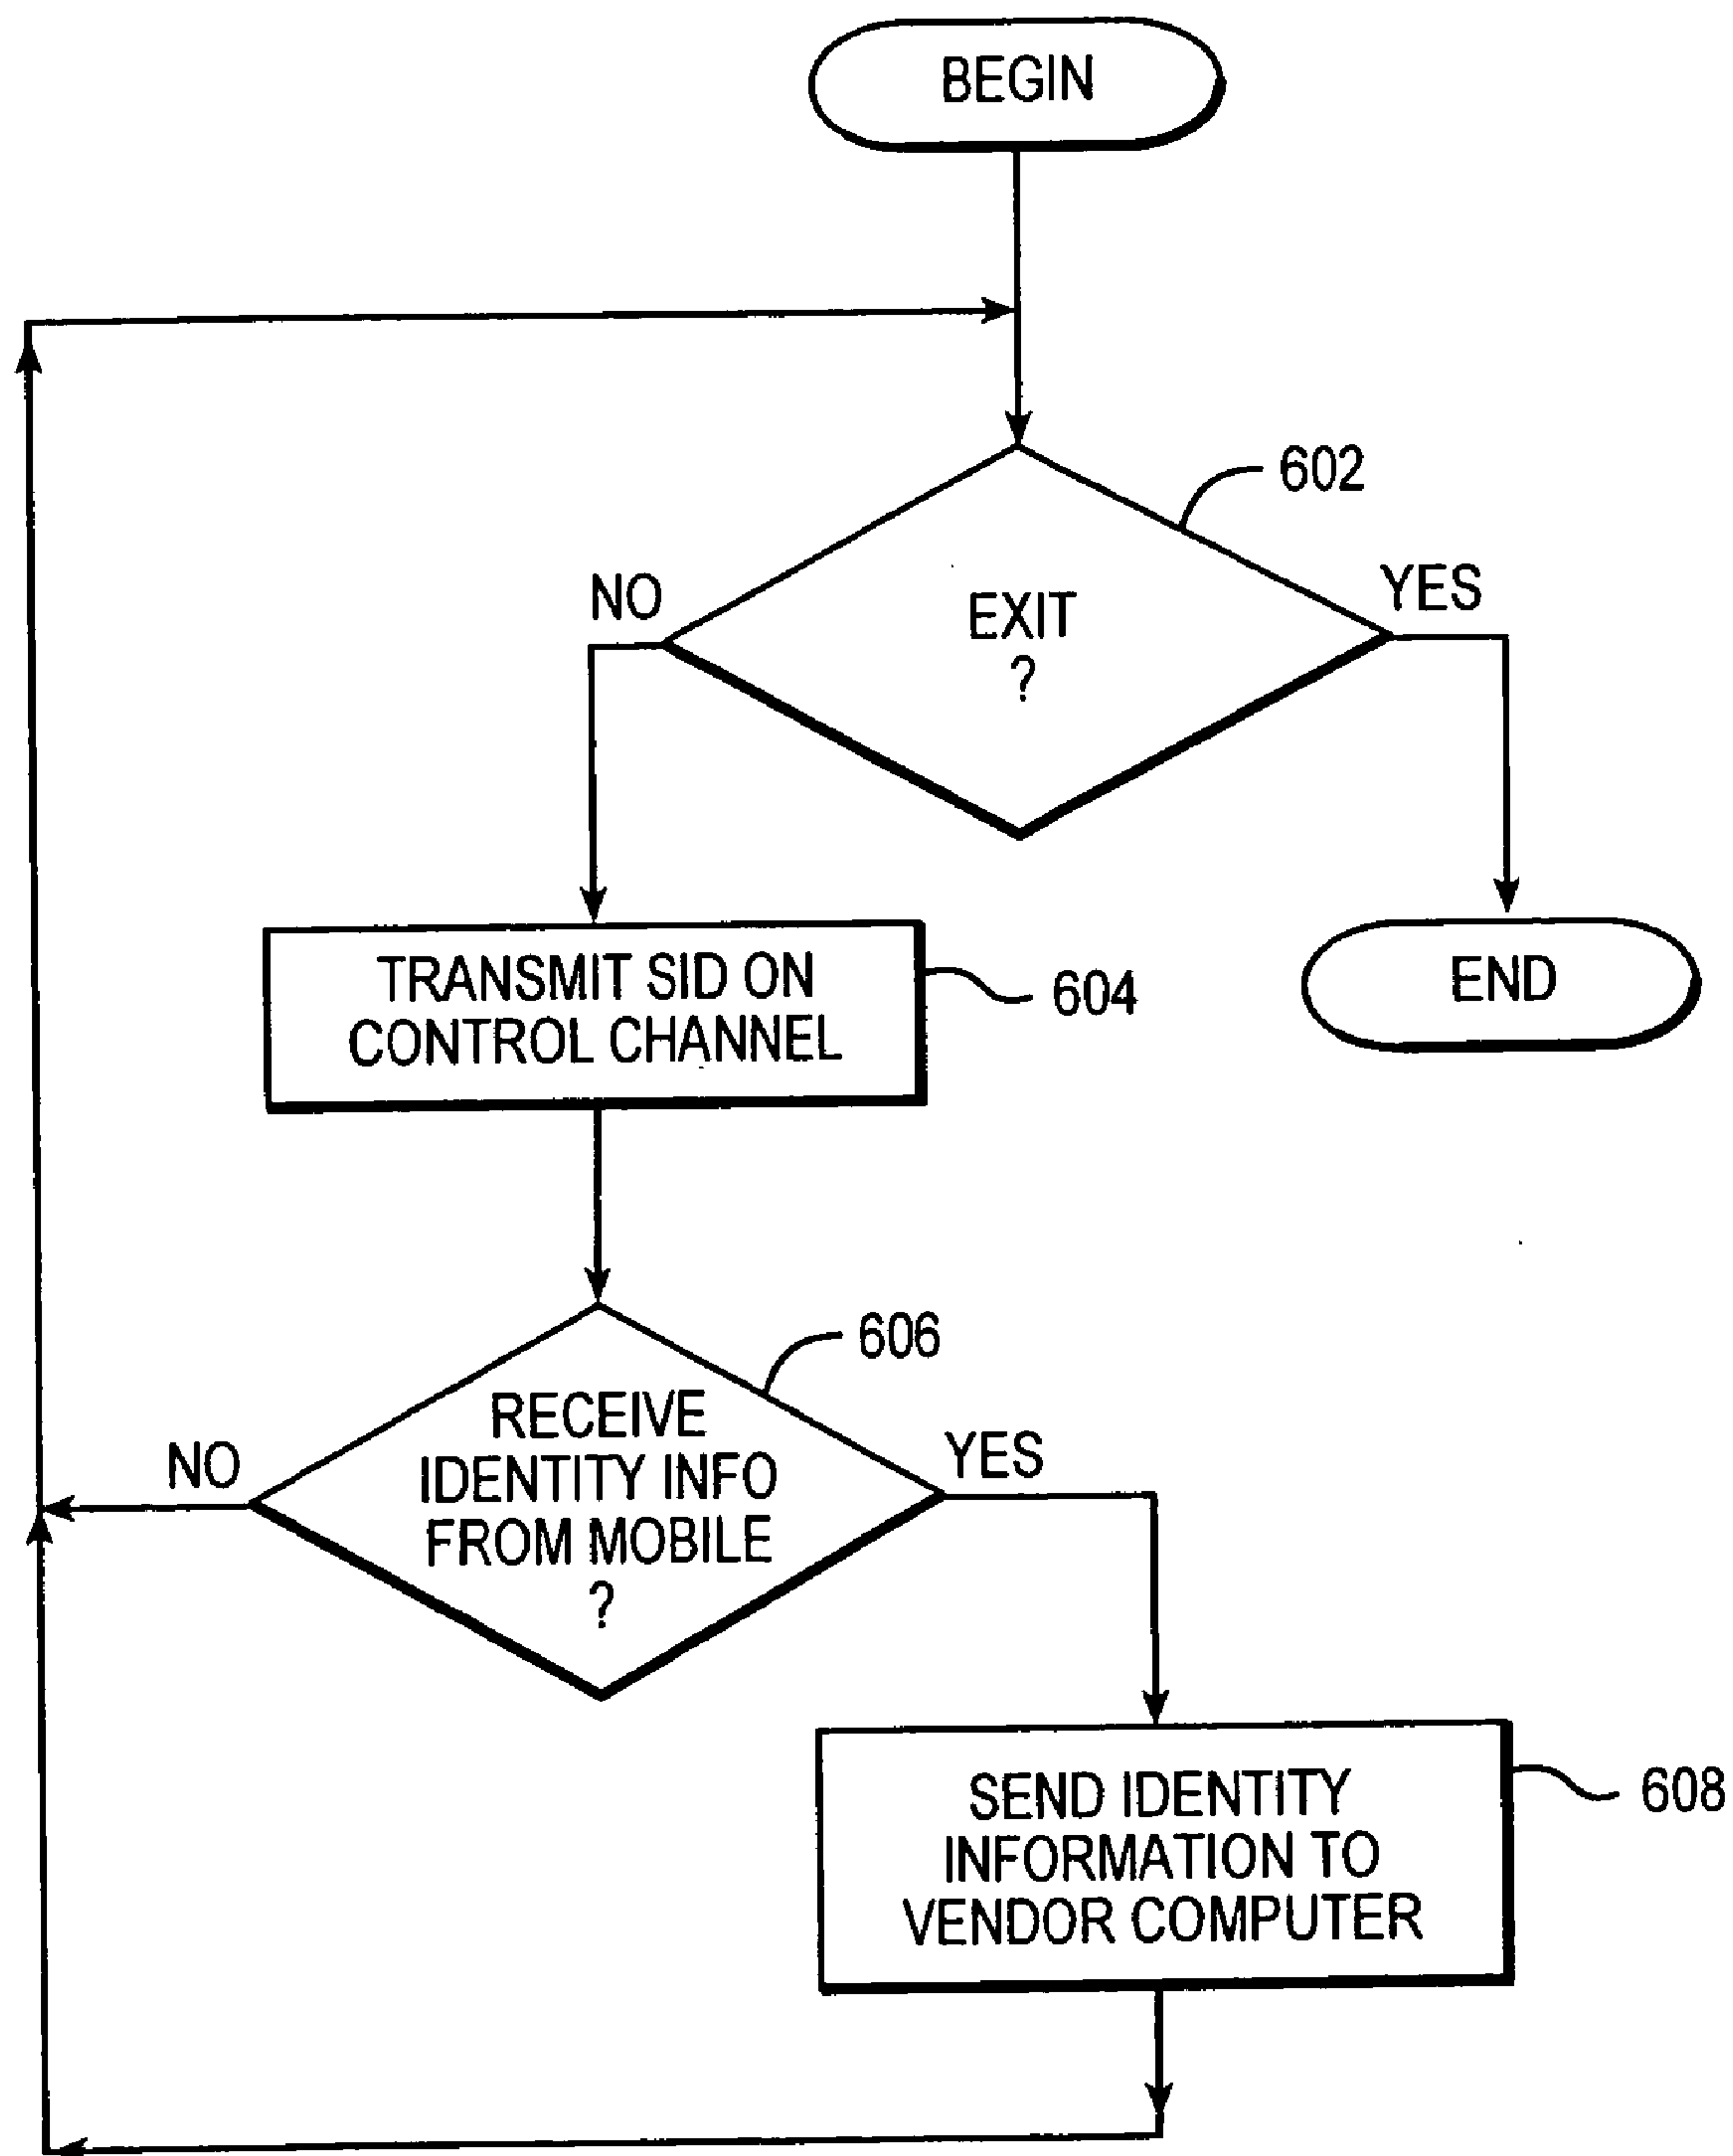 BEGIN
602
NO
YES
EXIT
?
TRANSMIT SID ON
CONTROL CHANNEL
604
END
606
RECEIVE
IDENTITY INFO
FROM MOBILE
?
NO
YES
SEND IDENTITY
INFORMATION TO
VENDOR COMPUTER
608